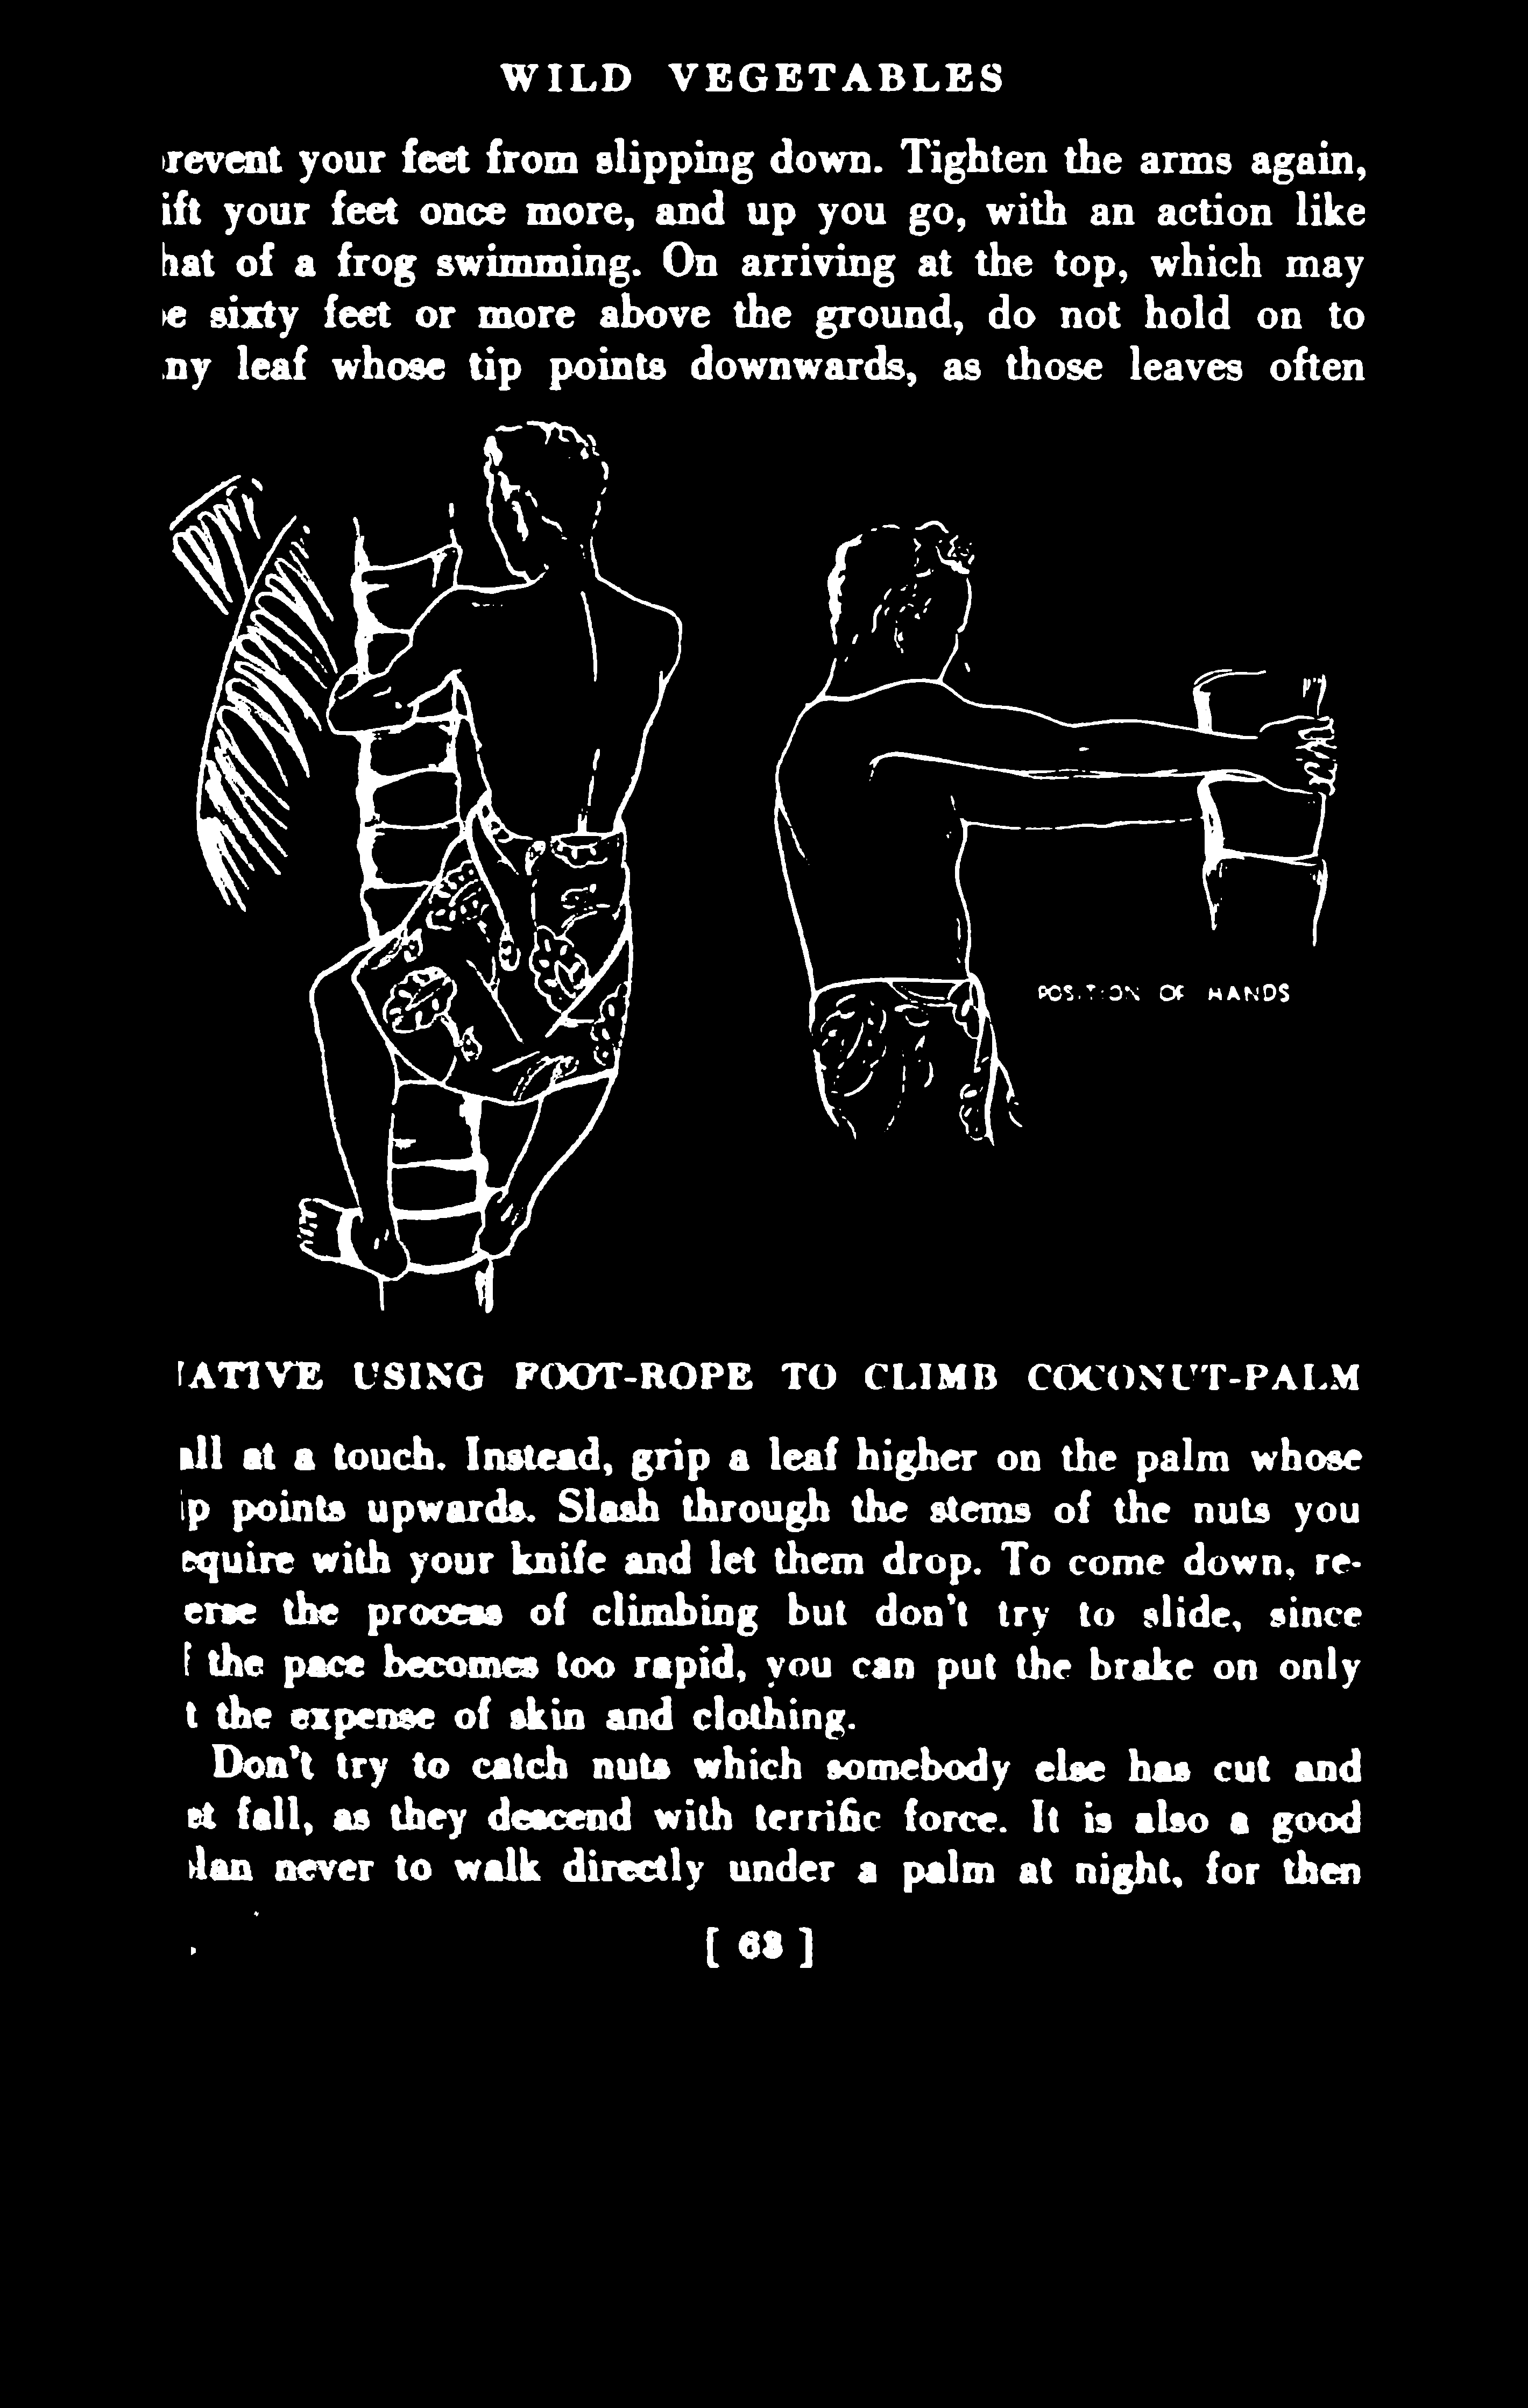 WILD VEGETABLES
revent your feet from slipping down. Tighten the arms again,
ift your feet once more, and up you go, with an action like
hat of a frog swimming. On arriving at the top, which may
e sixty feet or more above the ground, do not hold on to
ny leaf whose tip points downwards, as those leaves often
POSITION OF HANDS
ATIVE USING FOOT-ROPE TO CLIMB COCONUT-PALM
all at a touch. Instead, grip a leaf higher on the palm whose
ip points upwards. Slash through the stems of the nuts you
equire with your knife and let them drop. To come down, re-
erse the process of climbing but don't try to slide, since
f the pace becomes too rapid, you can put the brake on only
t the expense of skin and clothing.
Don't try to catch nuts which somebody else has cut and
et fall, as they descend with terrific force. It is also a good
lan never to walk directly under a palm at night, for then